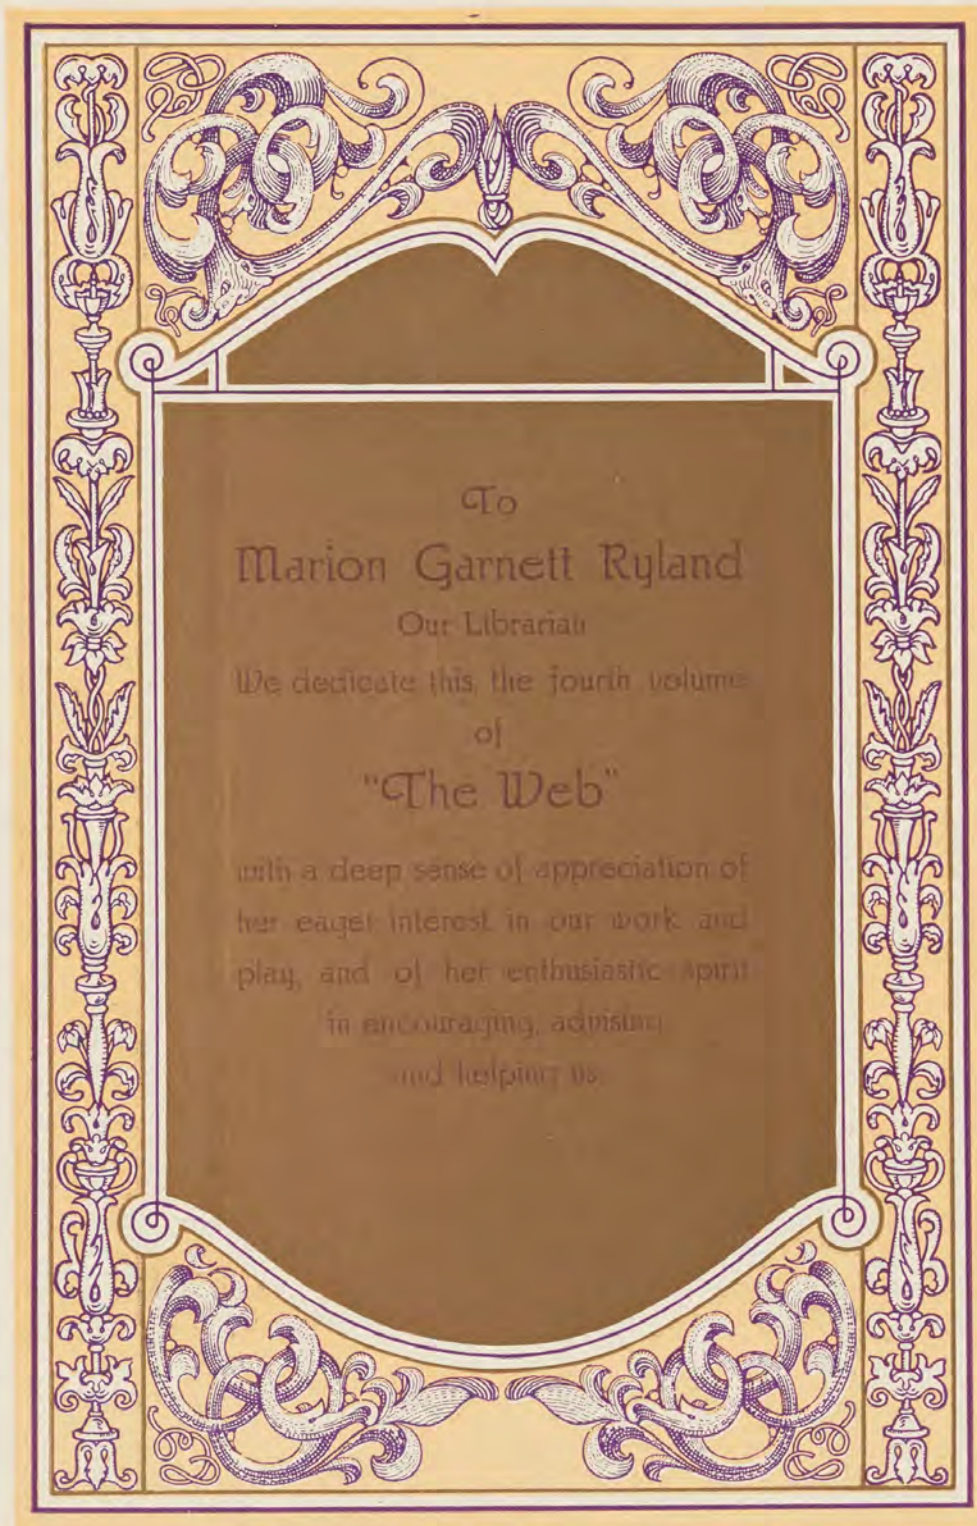 To
Marion Garnett Ryland
Our Librarian
We dedicate this, the fourth volume
of
"The Web"
with a deep sense of appreciation of
her eager interest in our work and
play, and of her enthusiastic spirit
in encouraging, advising
and helping us.